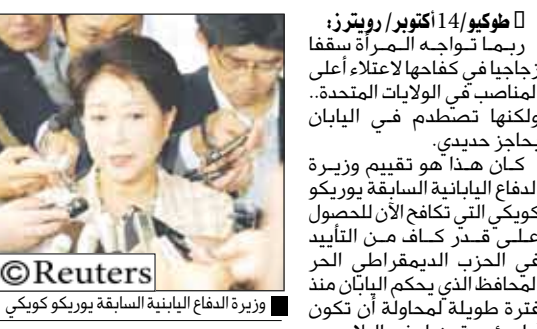 طوكيو/14أكتوبر/ رويترز:
ربما تواجه المرأة سقفا
زجاجيا في كفاحها لاعتلاء أعلى
المناصب في الولايات المتحدة..
ولكنها تصطدم في اليابان
بحاجز حديدي.
كان هذا هو تقييم وزيرة
الدفاع اليابانية السابقة يوريكو
كويكي التي تكافح الآن للحصول
على قدر كاف من التأييد
في الحزب الديمقراطي الحر
المحافظ الذي يحكم اليابان منذ
فترة طويلة لمحاولة أن تكون
©Reuters
وزيرة الدفاع اليابنية السابقة يوريكو كويكي